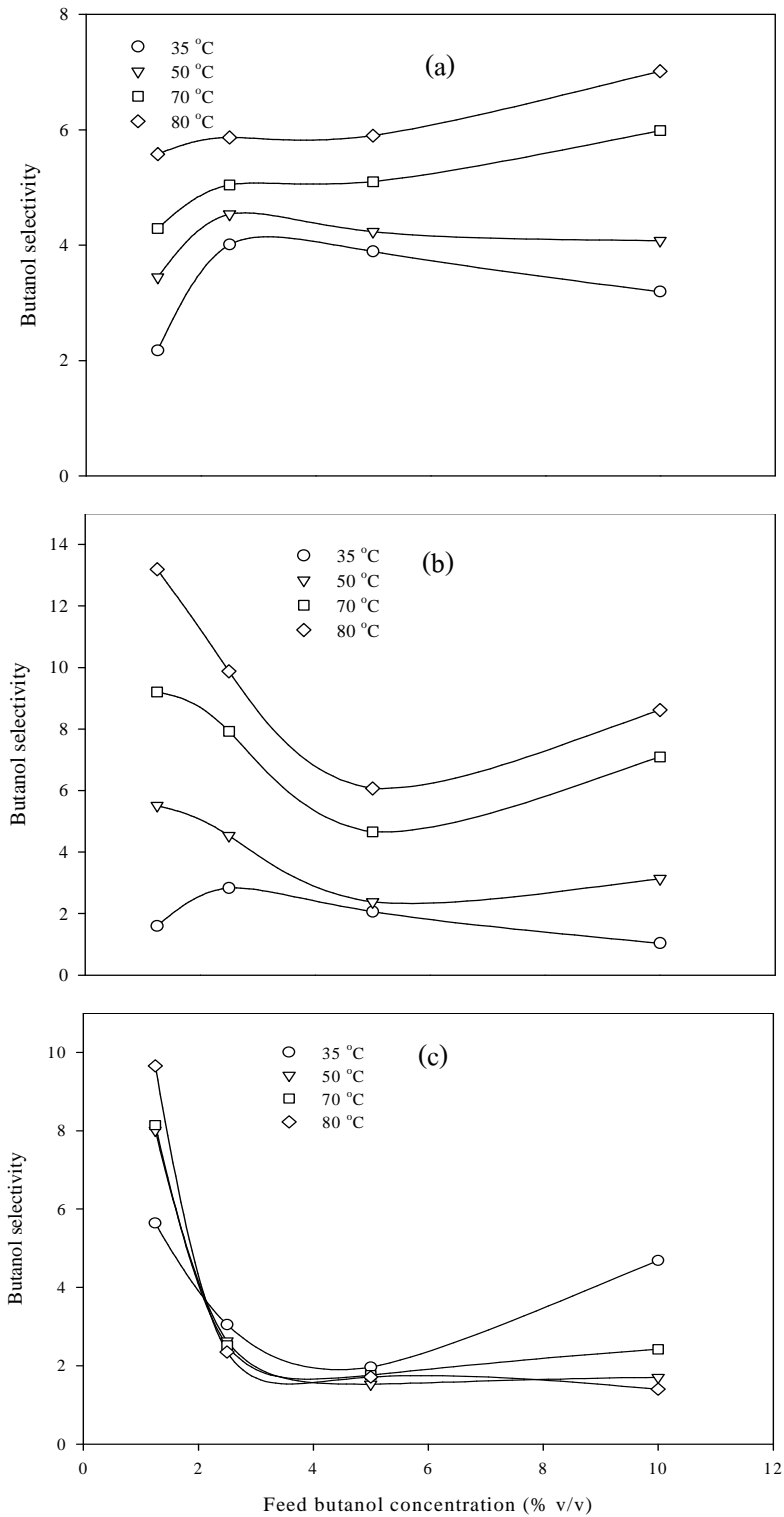 8
6
4
2
0
Butanol selectivity
35 °C
50 °C
70 °C
80 °C
(a)
14
12
10
8
6
4
2
0
Butanol selectivity
35 °C
50 °C
70 °C
80 °C
(b)
10
8
6
4
2
0
Butanol selectivity
35 °C
50 °C
70 °C
80 °C
(c)
0 2 4 6 8 10 12
Feed butanol concentration (% v/v)